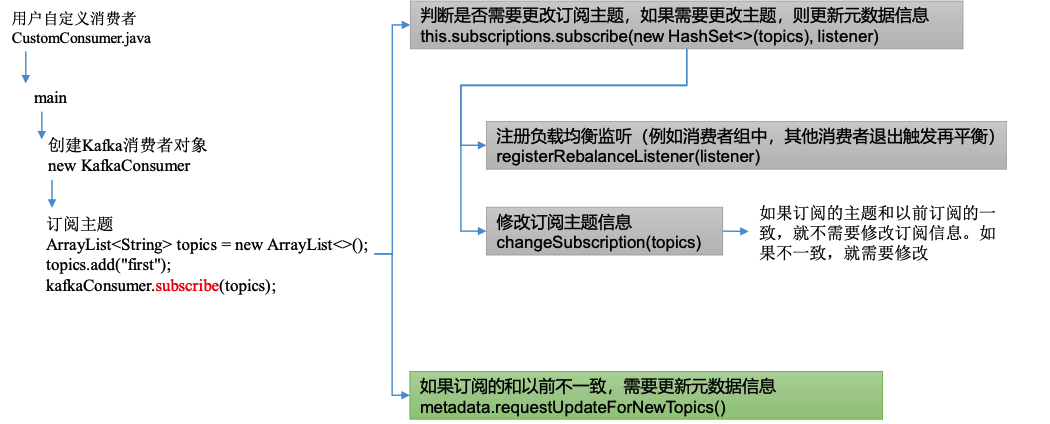 用户自定义消费者
CustomConsumer.java
main
创建Kafka消费者对象
new KafkaConsumer
订阅主题
ArrayList<String> topics = new ArrayList<>();
topics.add("first");
kafkaConsumer.subscribe(topics);
判断是否需要更改订阅主题，如果需要更改主题，则更新元数据信息
this.subscriptions.subscribe(new HashSet<>(topics), listener)
注册负载均衡监听（例如消费者组中，其他消费者退出触发再平衡）
registerRebalanceListener(listener)
修改订阅主题信息
changeSubscription(topics)
如果订阅的主题和以前订阅的一
致，就不需要修改订阅信息。如
果不一致，就需要修改
如果订阅的和以前不一致，需要更新元数据信息
metadata.requestUpdateForNewTopics()